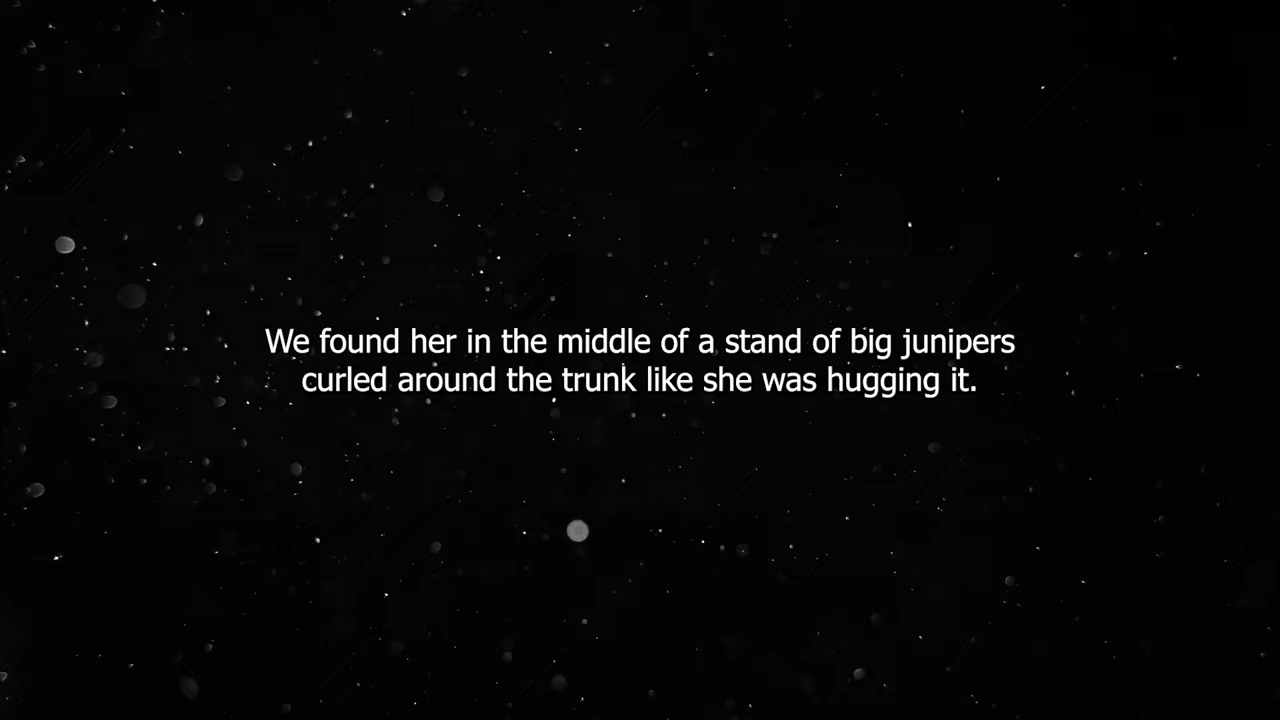 We found her in the middle of a stand of big junipers
curled around the trunk like she was hugging it.